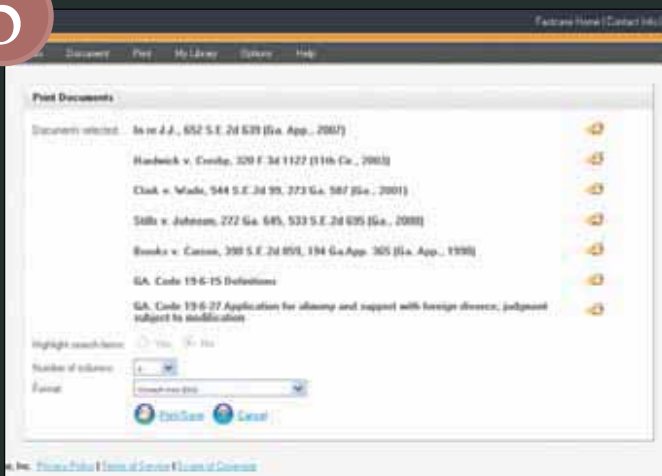 Fastcase Home | Contact Info
Document Print My Library Options Help
Print Documents
Documents selected: In re J.J., 652 S.E. 2d 639 (Ga. App., 2007)
Hardwick v. Crosby, 320 F. 3d 1127 (11th Cir., 2003)
Clark v. Wade, 544 S.E. 2d 99, 273 Ga. 587 (Ga., 2001)
Stills v. Johnson, 272 Ga. 645, 533 S.E. 2d 695 (Ga., 2000)
Brooks v. Carson, 390 S.E. 2d 859, 194 Ga.App. 365 (Ga. App., 1990)
GA. Code 19-6-15 Definitions
GA. Code 19-6-27 Application for alimony and support with foreign divorce, judgment
subject to modification
Highlight search items: Yes No
Number of columns:
Format:
Print/Save Cancel
Inc. Privacy Policy | Terms of Service | Scope of Coverage